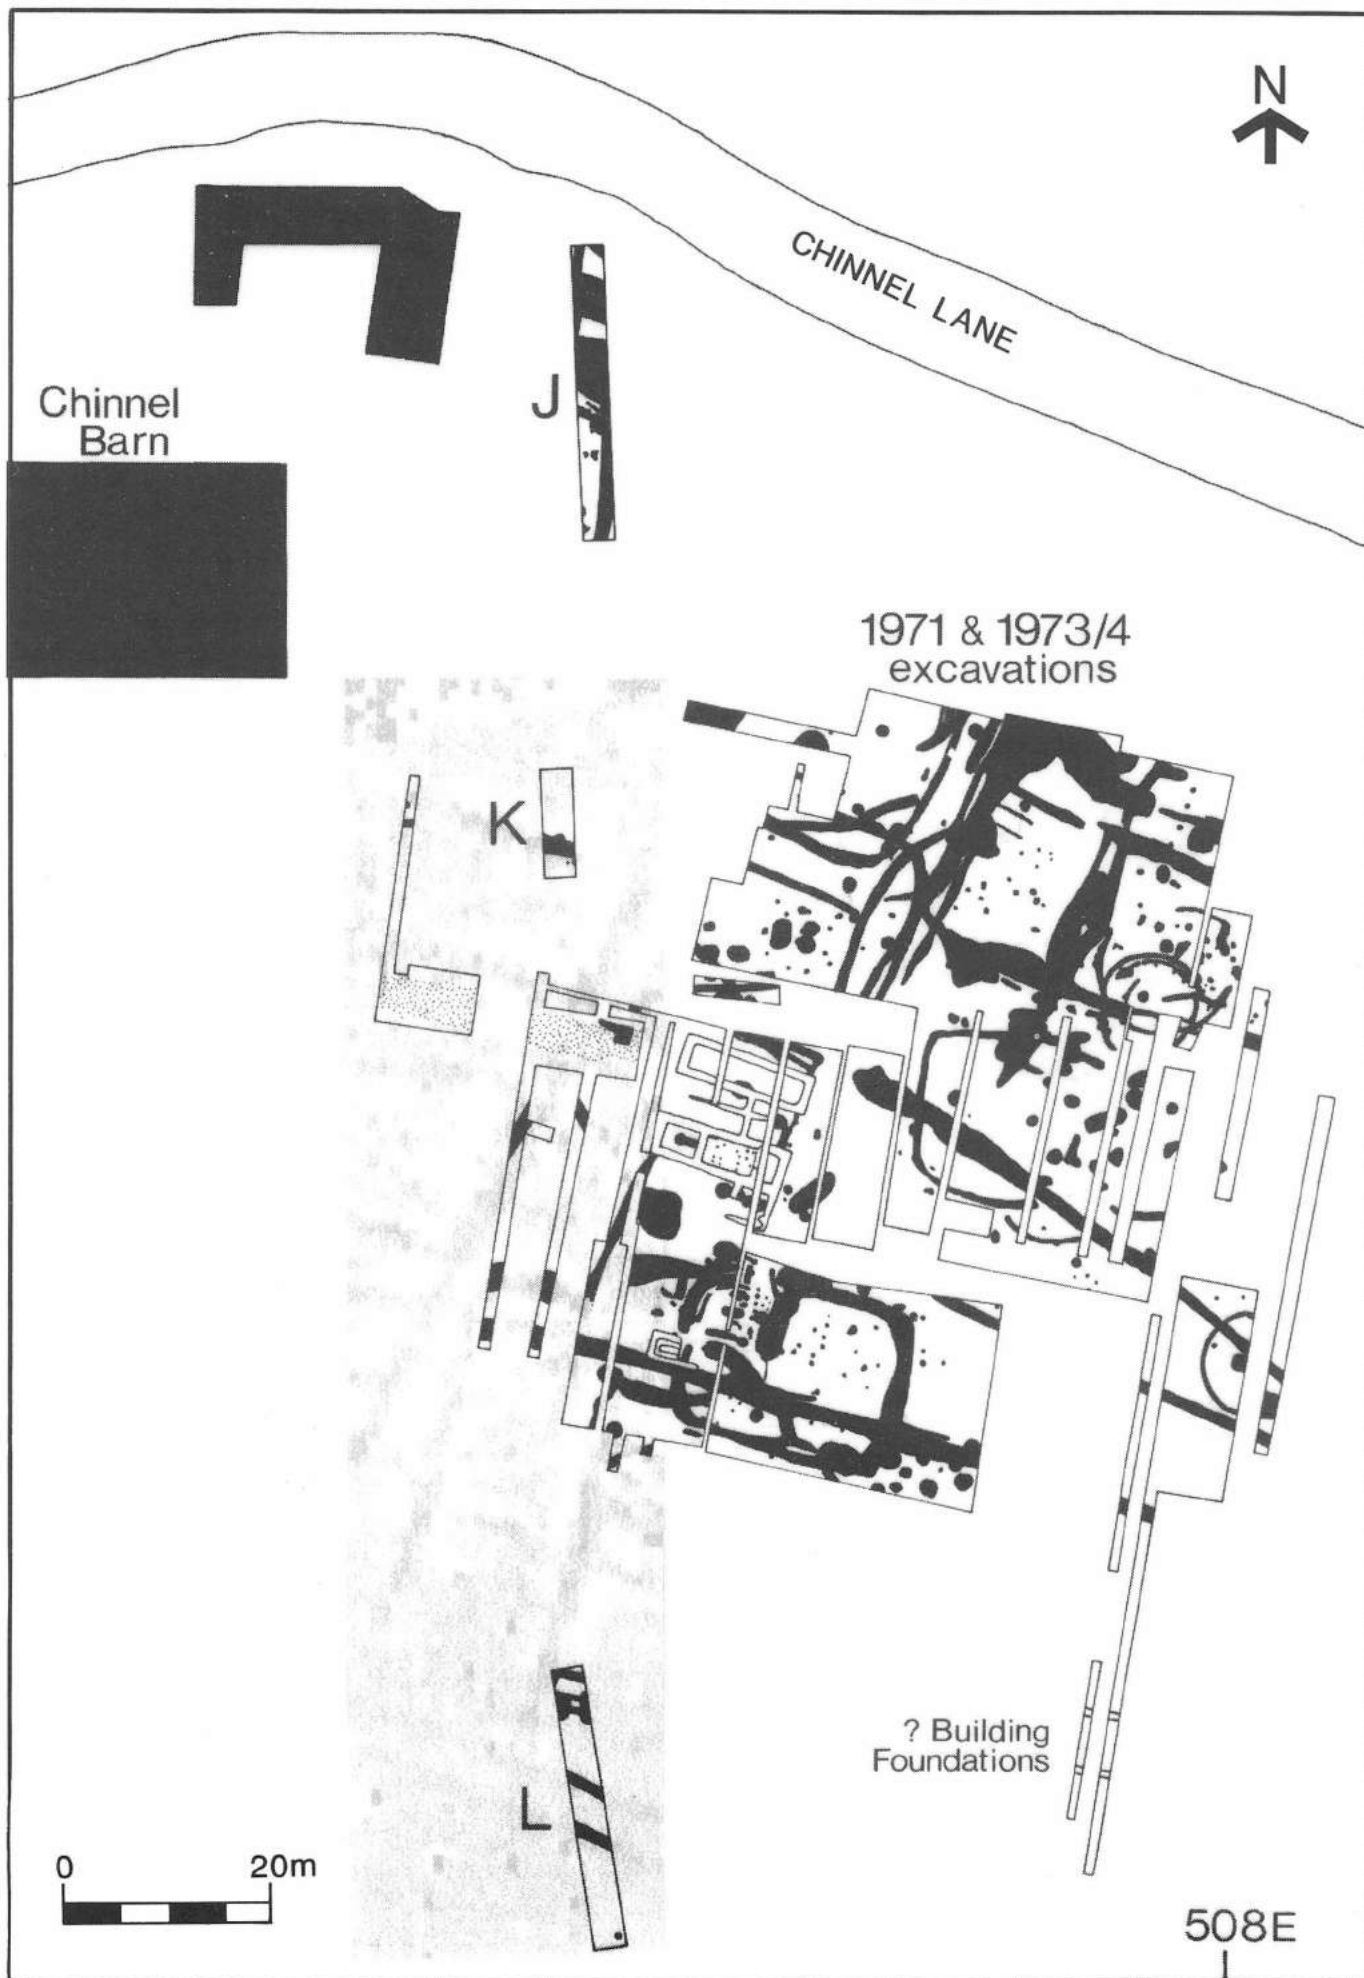 N
CHINNEL LANE
J
Chinnel
Barn
1971 & 1973/4
excavations
K
? Building
Foundations
L
0 20m
508E